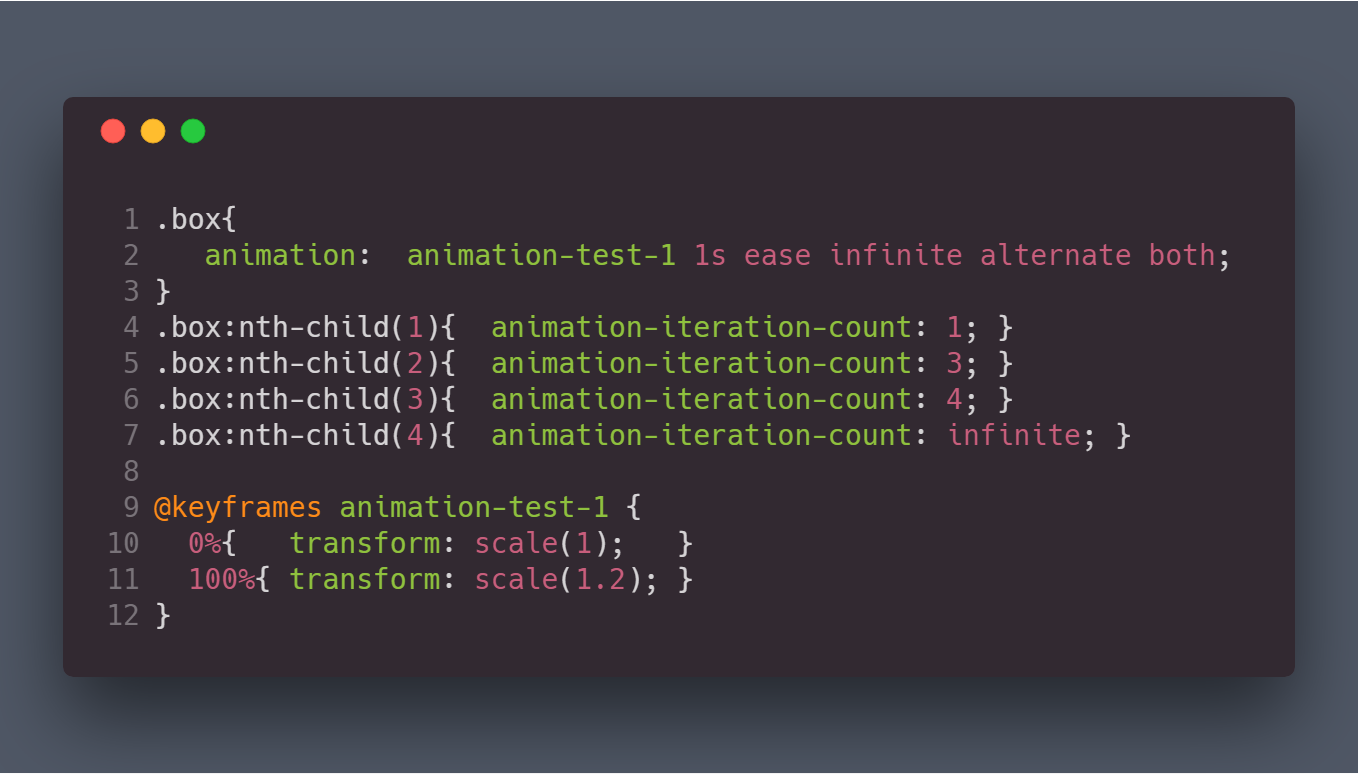 1 .box{
2    animation:  animation-test-1 1s ease infinite alternate both;
3 }
4 .box:nth-child(1){  animation-iteration-count: 1; }
5 .box:nth-child(2){  animation-iteration-count: 3; }
6 .box:nth-child(3){  animation-iteration-count: 4; }
7 .box:nth-child(4){  animation-iteration-count: infinite; }
8
9 @keyframes animation-test-1 {
10   0%{   transform: scale(1);   }
11   100%{ transform: scale(1.2); }
12 }